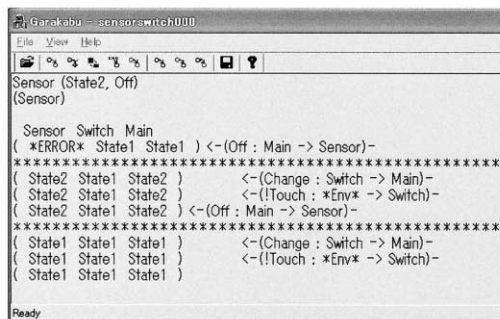 Garakabu - sensorswitch000
File View Help
Sensor (State2, Off)
(Sensor)
Sensor Switch Main
( *ERROR* State1 State1 ) <-(Off : Main -> Sensor)-
**************************************************
( State2 State1 State2 ) <-(Change : Switch -> Main)-
( State2 State1 State2 ) <-(!Touch : *Env* -> Switch)-
( State2 State1 State2 ) <-(Off : Main -> Sensor)-
**************************************************
( State1 State1 State1 ) <-(Change : Switch -> Main)-
( State1 State1 State1 ) <-(!Touch : *Env* -> Switch)-
( State1 State1 State1 )
Ready